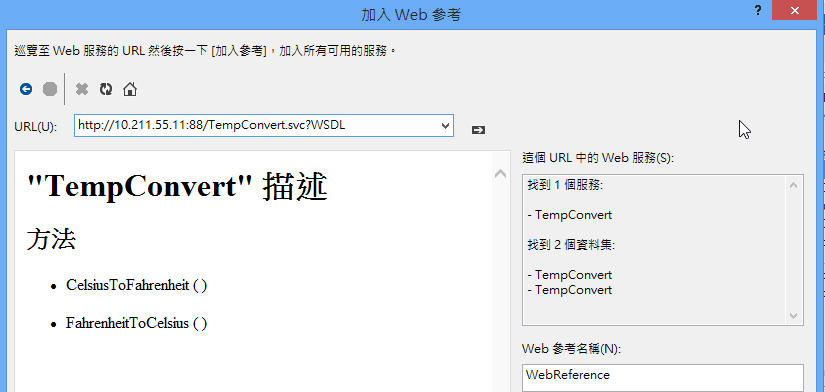 加入 Web 參考
巡覽至 Web 服務的 URL 然後按一下 [加入參考]，加入所有可用的服務。
URL(U): http://10.211.55.11:88/TempConvert.svc?WSDL
"TempConvert" 描述
方法
• CelsiusToFahrenheit ( )
• FahrenheitToCelsius ( )
這個 URL 中的 Web 服務(S):
找到 1 個服務:
- TempConvert
找到 2 個資料集:
- TempConvert
- TempConvert
Web 參考名稱(N):
WebReference